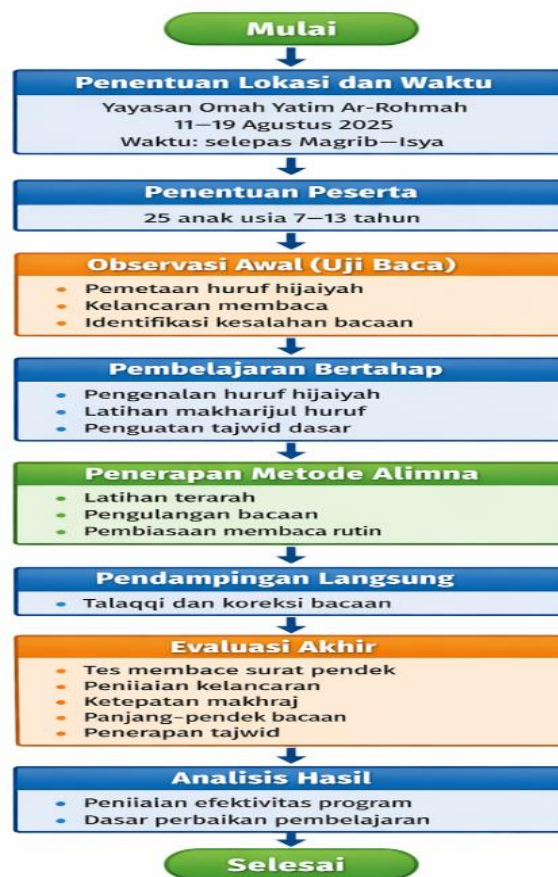 Mulai
Penentuan Lokasi dan Waktu
Yayasan Omah Yatim Ar-Rohmah
11–19 Agustus 2025
Waktu: selepas Magrib–Isya
Penentuan Peserta
25 anak usia 7–13 tahun
Observasi Awal (Uji Baca)
• Pemetaan huruf hijaiyah
• Kelancaran membaca
• Identifikasi kesalahan bacaan
Pembelajaran Bertahap
• Pengenalan huruf hijaiyah
• Latihan makharijul huruf
• Penguatan tajwid dasar
Penerapan Metode Alimna
• Latihan terarah
• Pengulangan bacaan
• Pembiasaan membaca rutin
Pendampingan Langsung
• Talaqqi dan koreksi bacaan
Evaluasi Akhir
• Tes membace surat pendek
• Peniiaian kelancaran
• Ketepatan makhraj
• Panjang-pendek bacaan
• Penerapan tajwid
Analisis Hasil
• Peniiaian efektivitas program
• Dasar perbaikan pembelajaran
Selesai